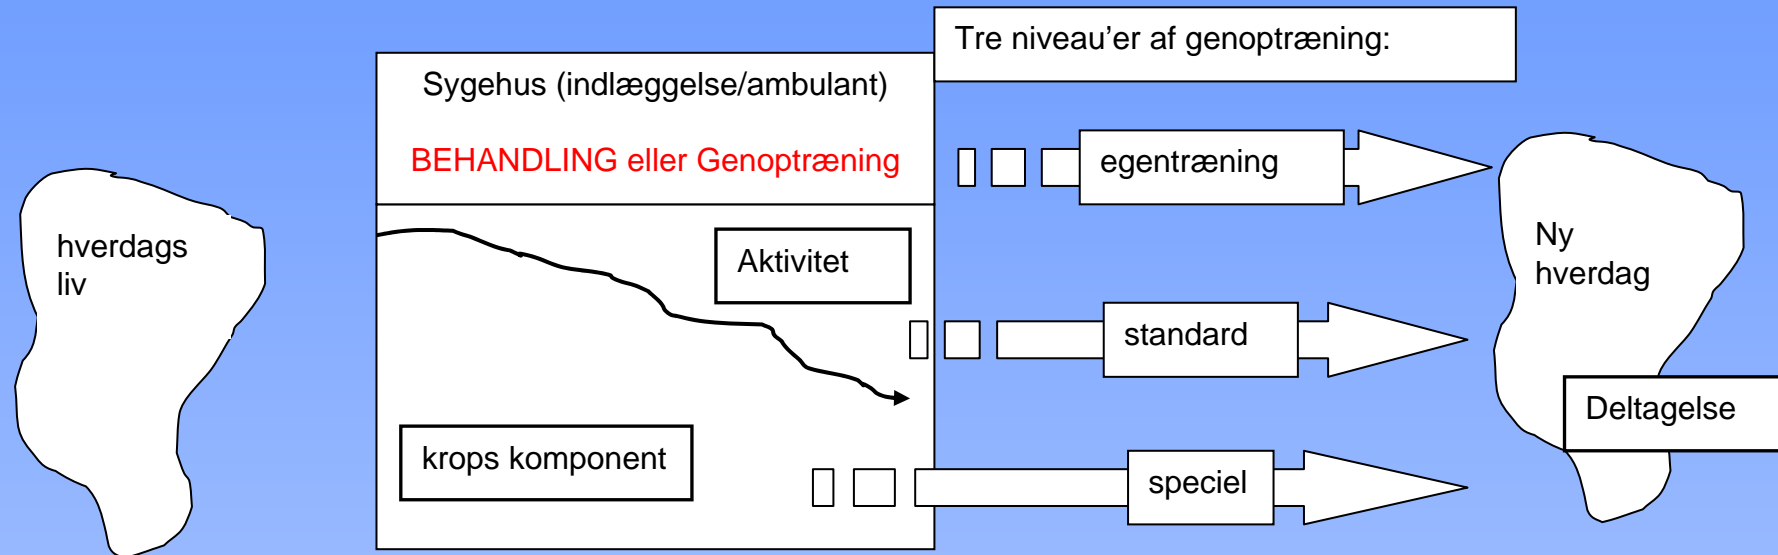 Tre niveau’er af genoptræning:
Sygehus (indlæggelse/ambulant)
BEHANDLING eller Genoptræning
egentræning
hverdags
liv
Aktivitet
Ny
hverdag
standard
Deltagelse
krops komponent
speciel